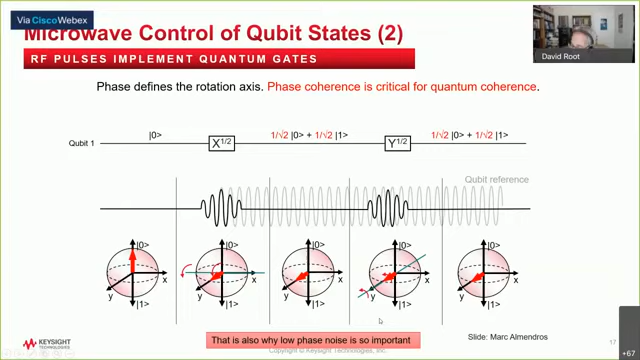 Via Cisco Webex
Microwave Control of Qubit States (2)
RF PULSES IMPLEMENT QUANTUM GATES
David Root
Phase defines the rotation axis. Phase coherence is critical for quantum coherence.
|0> 1/√2 |0> + 1/√2 |1> 1/√2 |0> + 1/√2 |1>
Qubit 1 X^1/2 Y^1/2
Qubit reference
|0> |0> |0> |0> |0>
x x x x x
y y y y y
|1> |1> |1> |1> |1>
That is also why low phase noise is so important
Slide: Marc Almendros
17
KEYSIGHT
TECHNOLOGIES
Copyright © Keysight Technologies, Inc.
+67